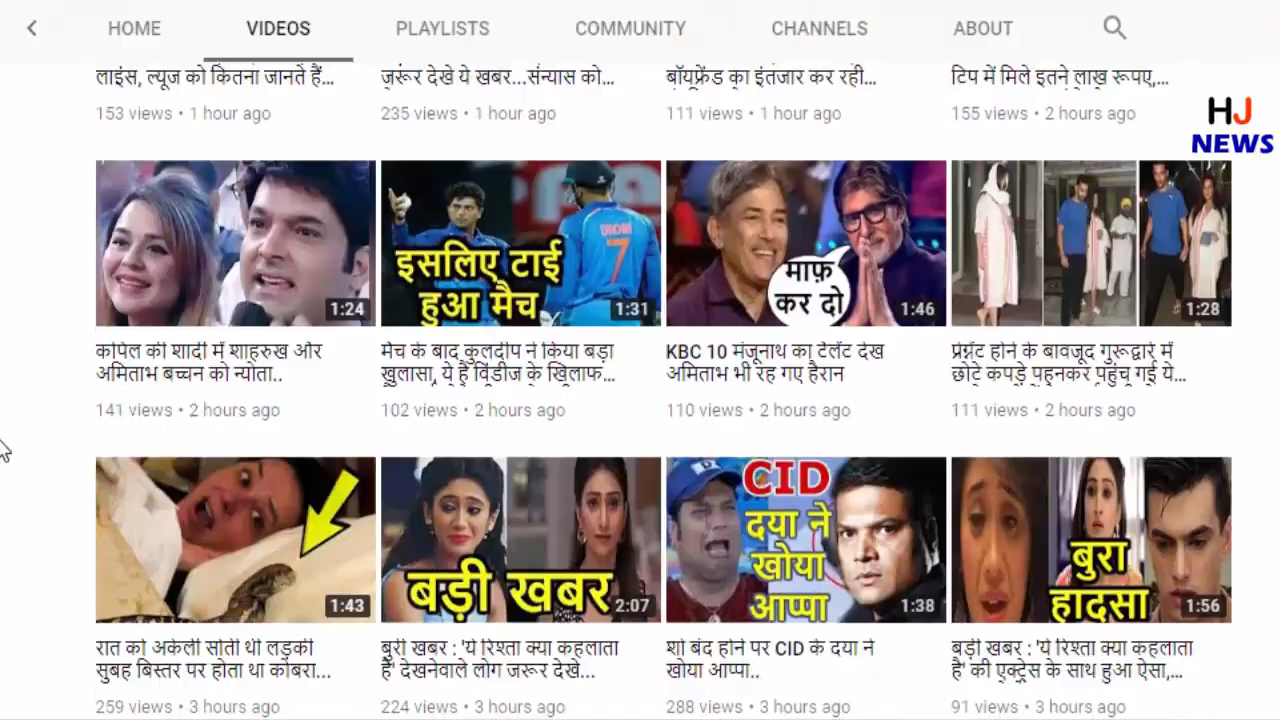 HOME VIDEOS PLAYLISTS COMMUNITY CHANNELS ABOUT
लाइंस, ल्यूज को कितना जानते हैं...
153 views • 1 hour ago
ज़रूर देखे ये खबर...संन्यास को...
235 views • 1 hour ago
बॉयफ्रेंड का इंतजार कर रही...
111 views • 1 hour ago
टिप में मिले इतने लाख रूपए,...
155 views • 2 hours ago
HJ
NEWS
1:24
कपिल की शादी में शाहरुख और
अमिताभ बच्चन को न्योता..
141 views • 2 hours ago
DHONI
7
इसलिए टाई
हुआ मैच
1:31
मैच के बाद कुलदीप ने किया बड़ा
खुलासा, ये है विंडीज के खिलाफ...
102 views • 2 hours ago
माफ़
कर दो
1:46
KBC 10 मंजूनाथ का टैलेंट देख
अमिताभ भी रह गए हैरान
110 views • 2 hours ago
1:28
प्रेग्नेंट होने के बावजूद गुरूद्वारे में
छोटे कपड़े पहनकर पहुंच गई ये...
111 views • 2 hours ago
1:43
रात को अकेली सोती थी लड़की
सुबह बिस्तर पर होता था कोबरा...
259 views • 3 hours ago
बड़ी खबर
2:07
बुरी खबर : 'ये रिश्ता क्या कहलाता
है' देखनेवाले लोग जरूर देखे...
224 views • 3 hours ago
CID
दया ने
खोया
आप्पा
1:38
शो बंद होने पर CID के दया ने
खोया आप्पा..
288 views • 3 hours ago
बुरा
हादसा
1:56
बड़ी खबर : 'ये रिश्ता क्या कहलाता
है' की एक्ट्रेस के साथ हुआ ऐसा,...
91 views • 3 hours ago